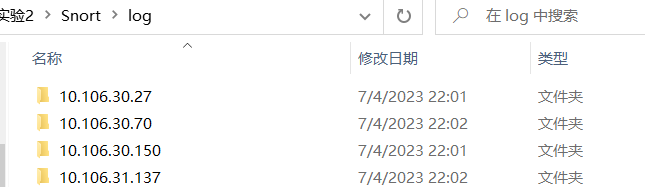 实验2 > Snort > log
在 log 中搜索
名称 修改日期 类型
10.106.30.27 7/4/2023 22:01 文件夹
10.106.30.70 7/4/2023 22:02 文件夹
10.106.30.150 7/4/2023 22:01 文件夹
10.106.31.137 7/4/2023 22:02 文件夹